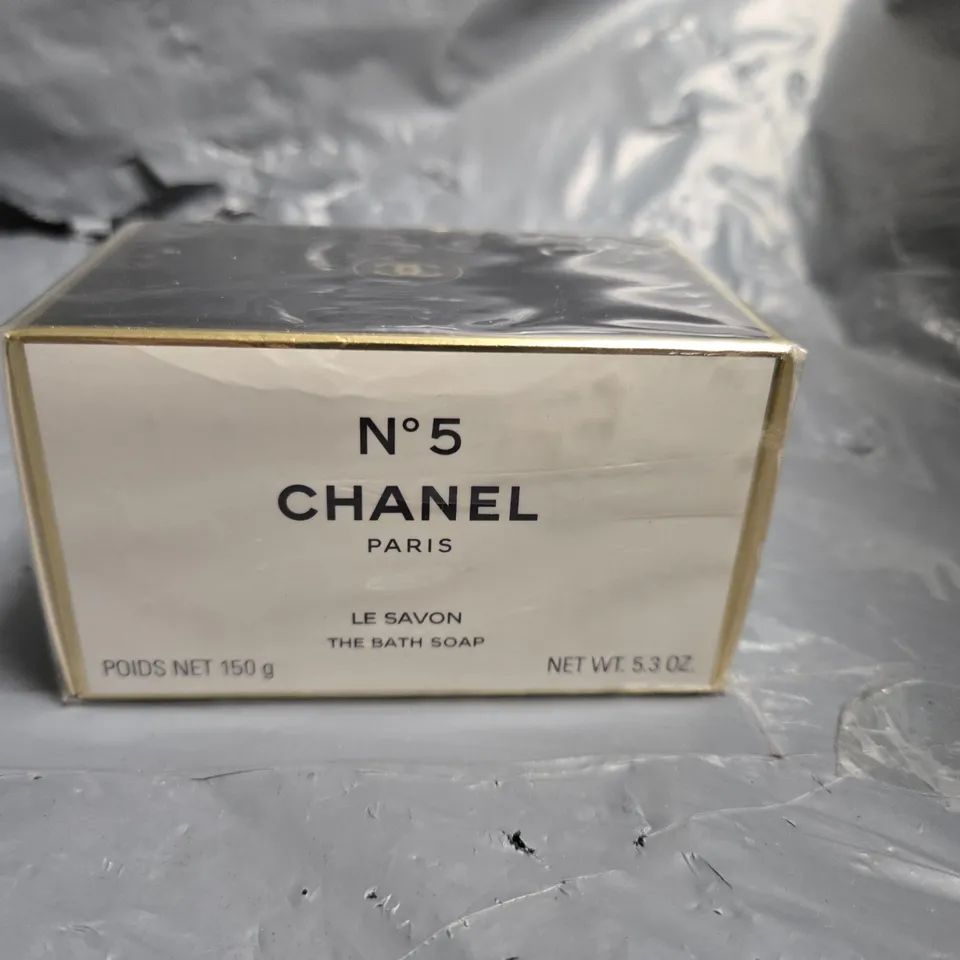 N°5
CHANEL
PARIS
LE SAVON
THE BATH SOAP
POIDS NET 150 g
NET WT. 5.3 OZ.